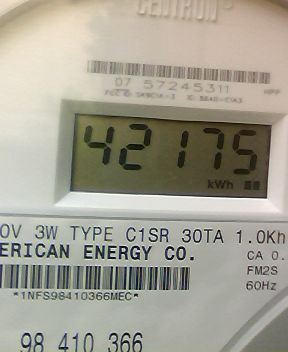 CENTRON®
07 57245311
42175
kWh
0V 3W TYPE C1SR 30TA 1.0Kh
ERICAN ENERGY CO.
CA 0.
FM2S
60Hz
*1NFS98410366MEC*
98 410 366